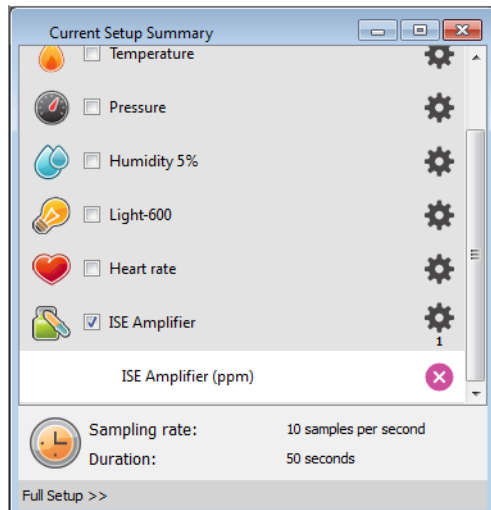 Current Setup Summary
Temperature
Pressure
Humidity 5%
Light-600
Heart rate
ISE Amplifier
1
ISE Amplifier (ppm)
Sampling rate: 10 samples per second
Duration: 50 seconds
Full Setup >>